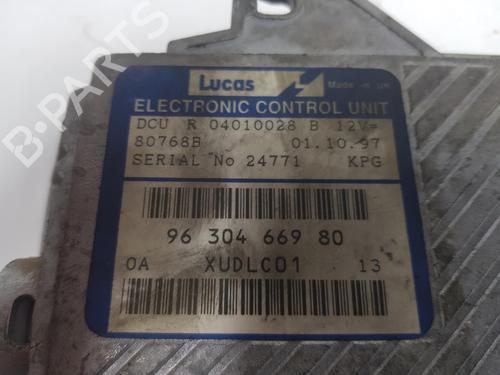 Lucas
Made in UK
ELECTRONIC CONTROL UNIT
DCU R 04010028 B 12V=
80768B 01.10.97
SERIAL No 24771 KPG
96 304 669 80
0A XUDLC01 13
B-PARTS